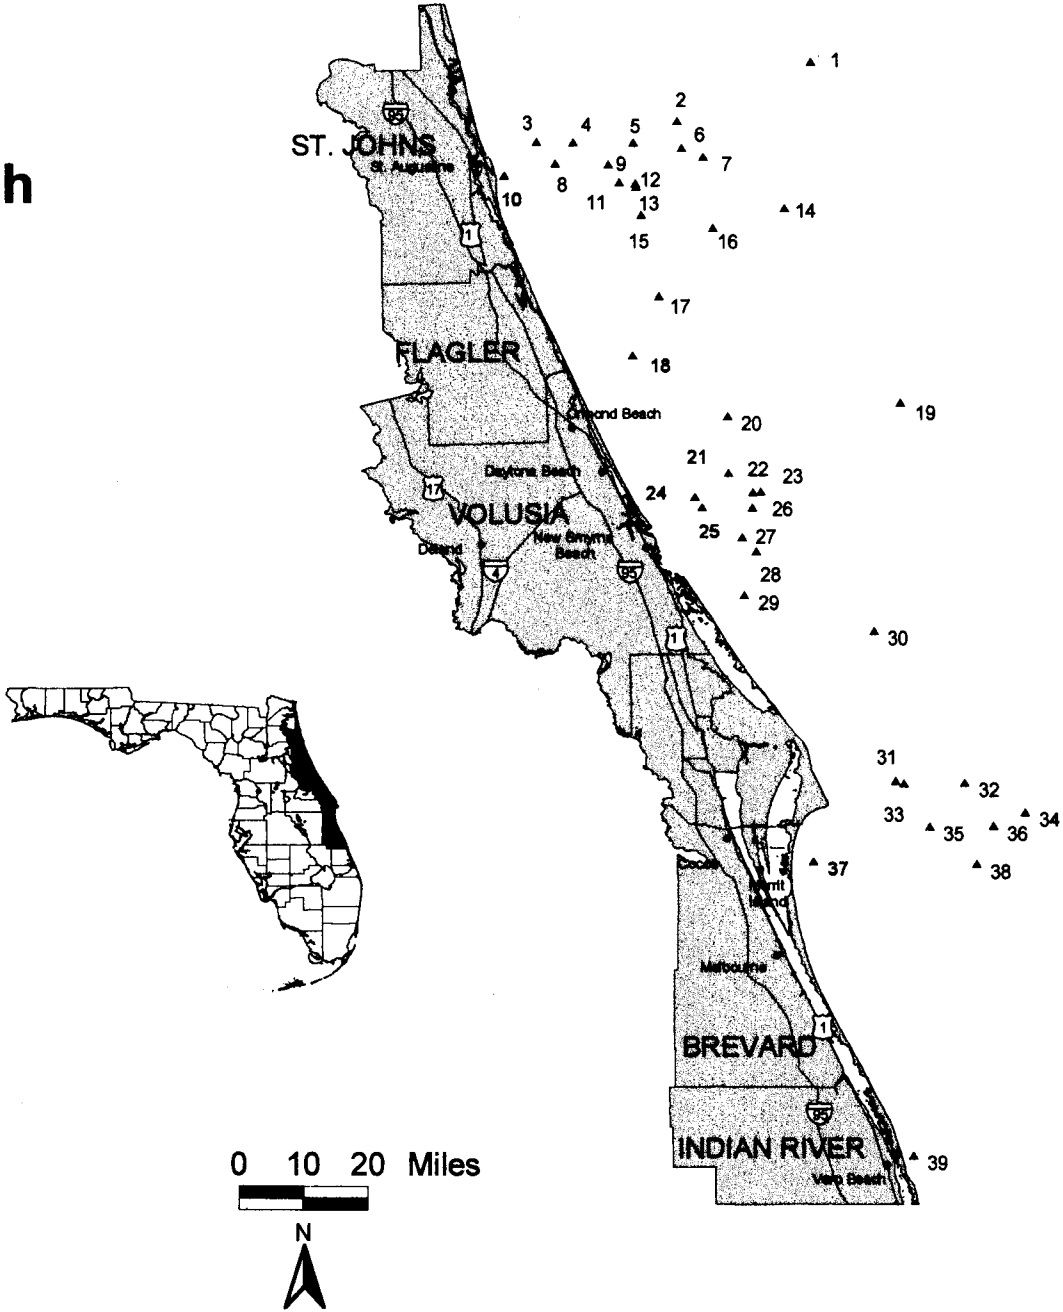 1
2
3
4
5
6
7
8
9
10
11
12
13
14
15
16
17
18
19
20
21
22
23
24
25
26
27
28
29
30
31
32
33
34
35
36
37
38
39
h
95
ST. JOHNS
St. Augustine
1
FLAGLER
Ormond Beach
Daytona Beach
17
VOLUSIA
New Smyrna
Beach
Deland
4
95
1
Cocoa
Merrit
Island
Melbourne
1
BREVARD
95
INDIAN RIVER
Vero Beach
0 10 20 Miles
N